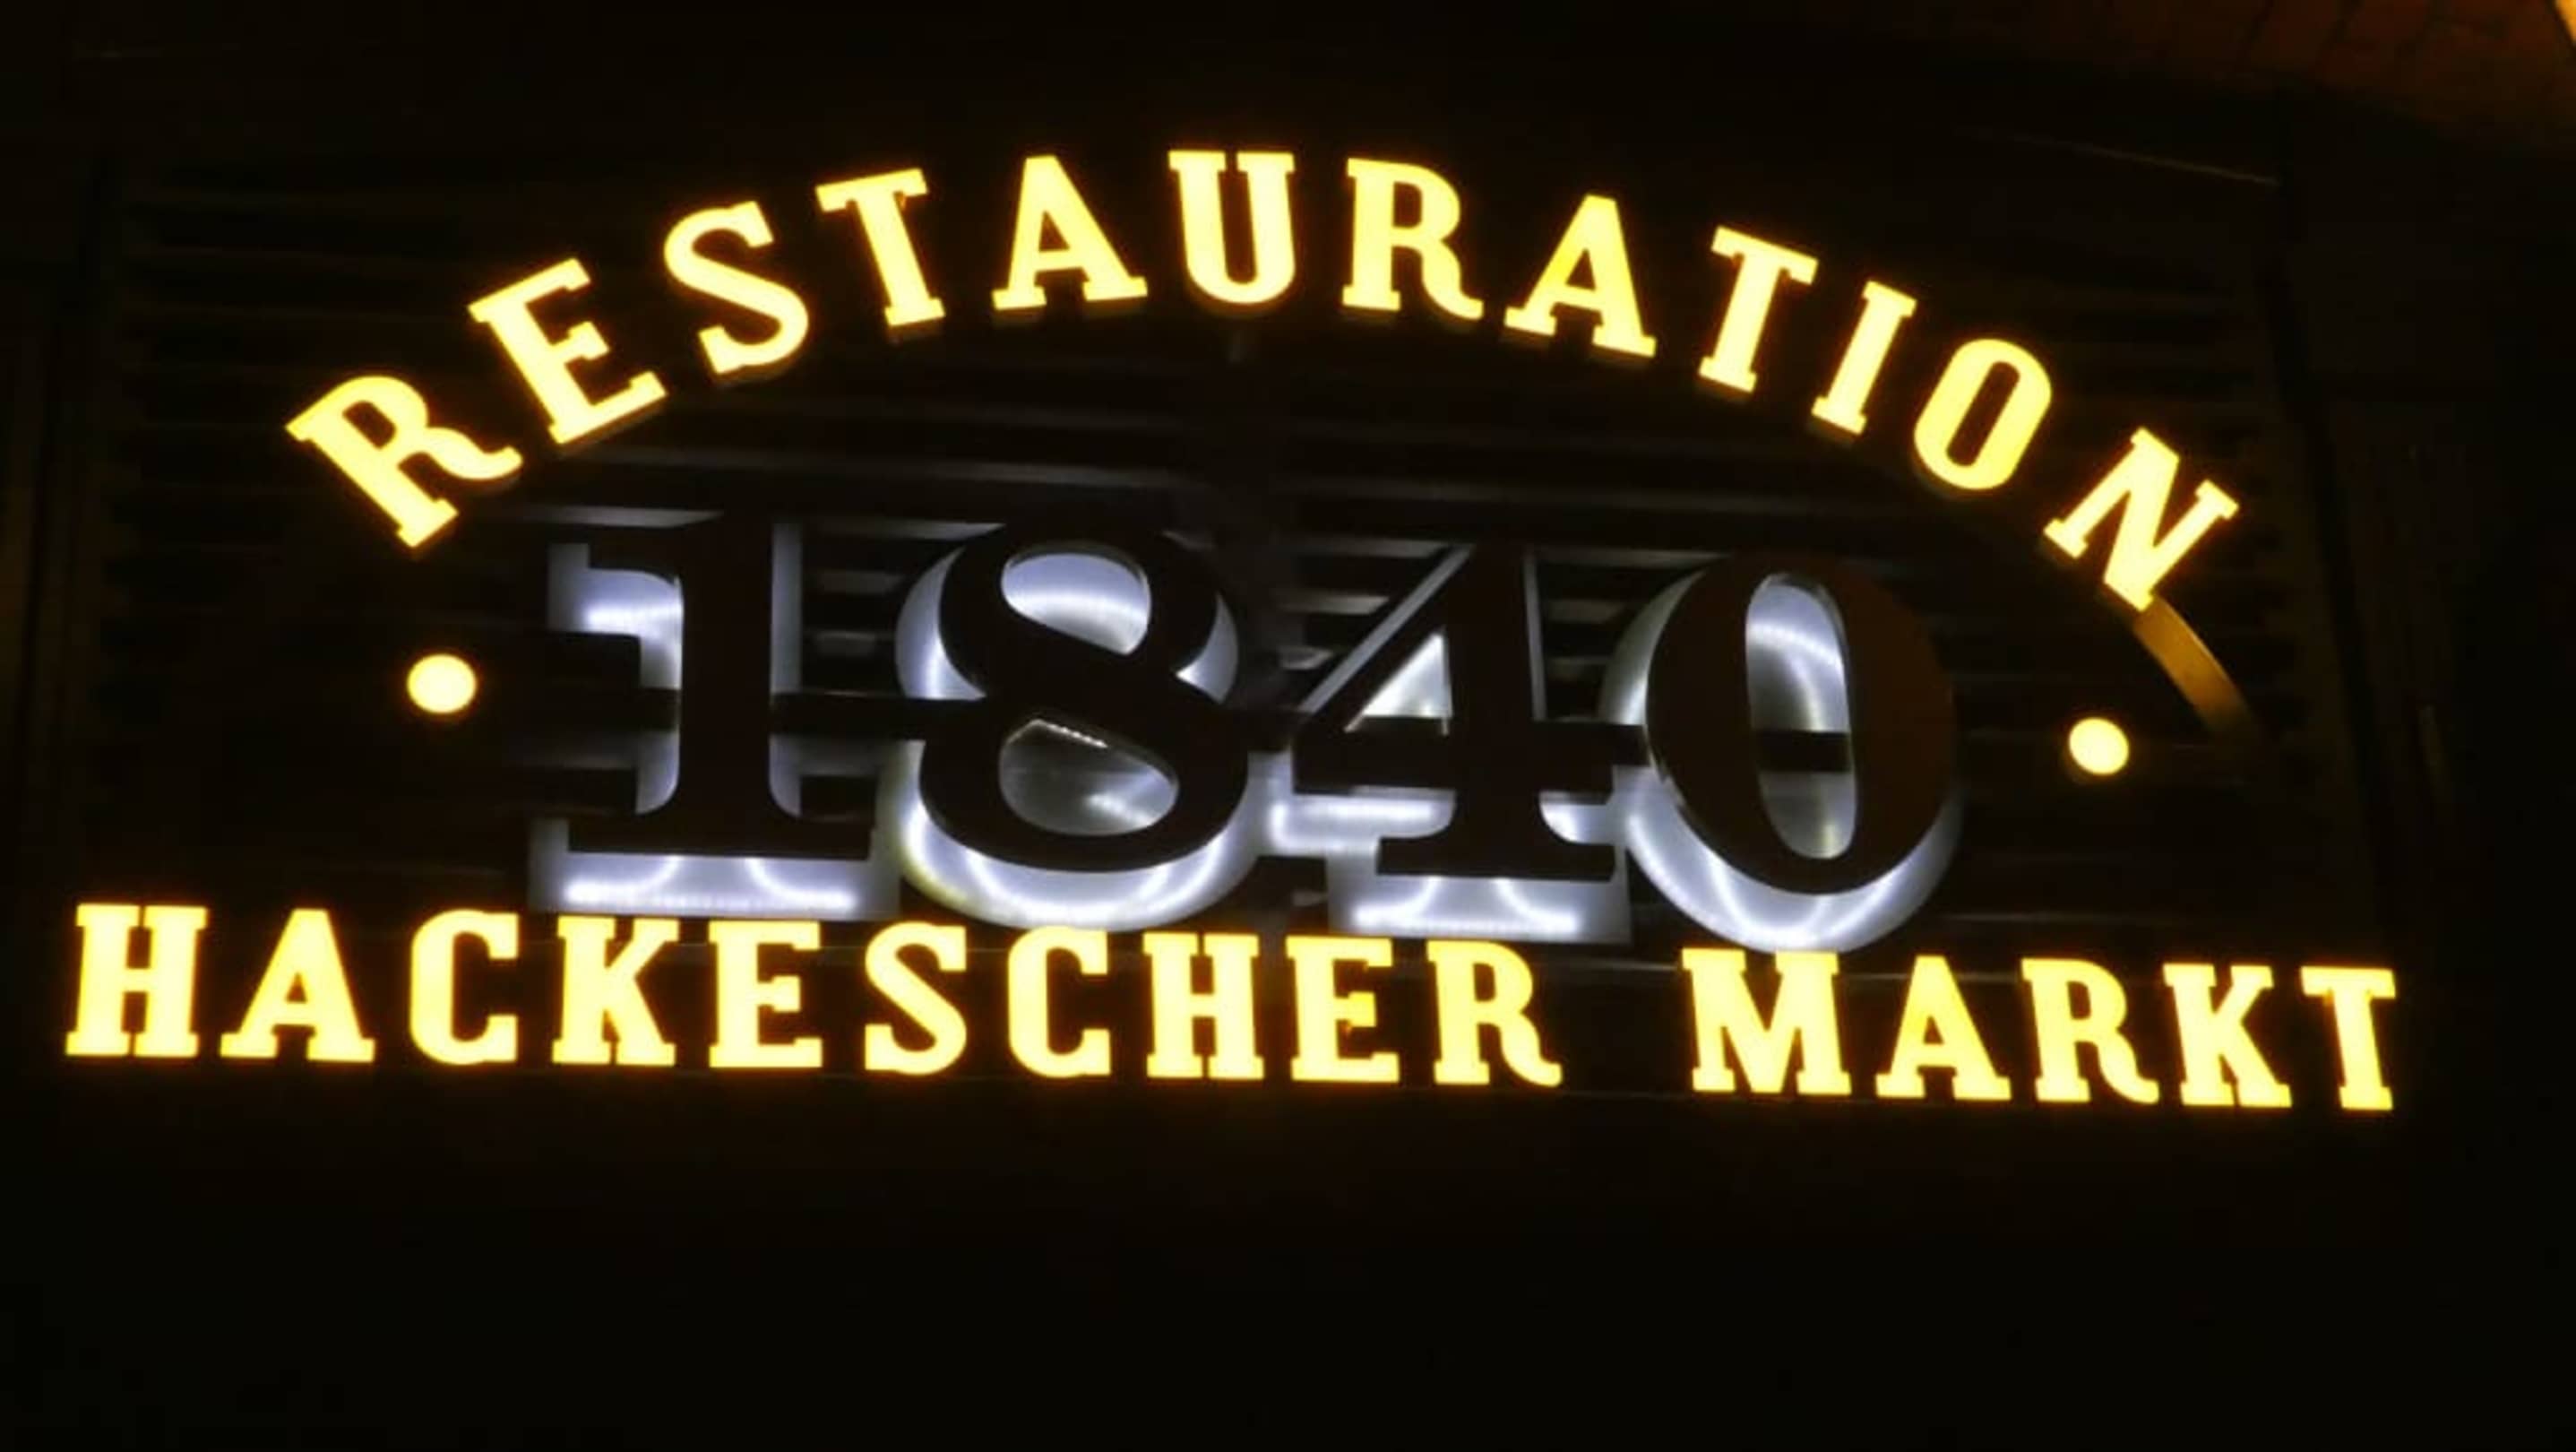 RESTAURATION
1840
HACKESCHER MARKT